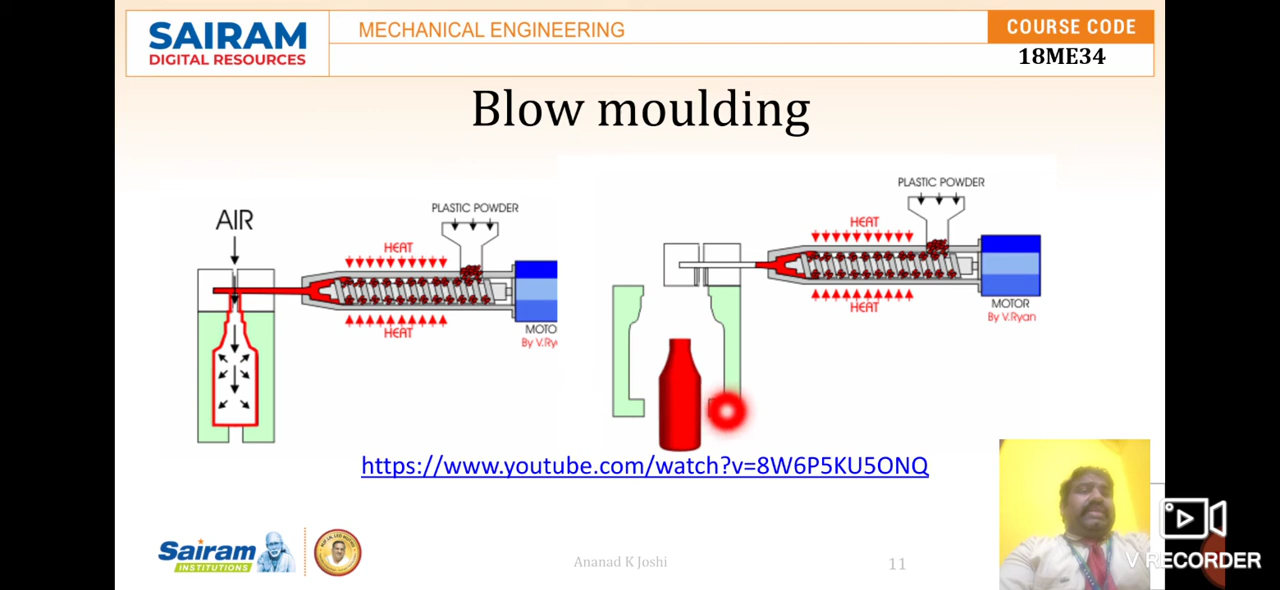 SAIRAM
DIGITAL RESOURCES
MECHANICAL ENGINEERING
COURSE CODE
18ME34
Blow moulding
AIR
HEAT
PLASTIC POWDER
HEAT
MOTO
By V.Ry
PLASTIC POWDER
HEAT
HEAT
MOTOR
By V.Ryan
https://www.youtube.com/watch?v=8W6P5KU5ONQ
Sairam
INSTITUTIONS
Ananad K Joshi
11
V RECORDER